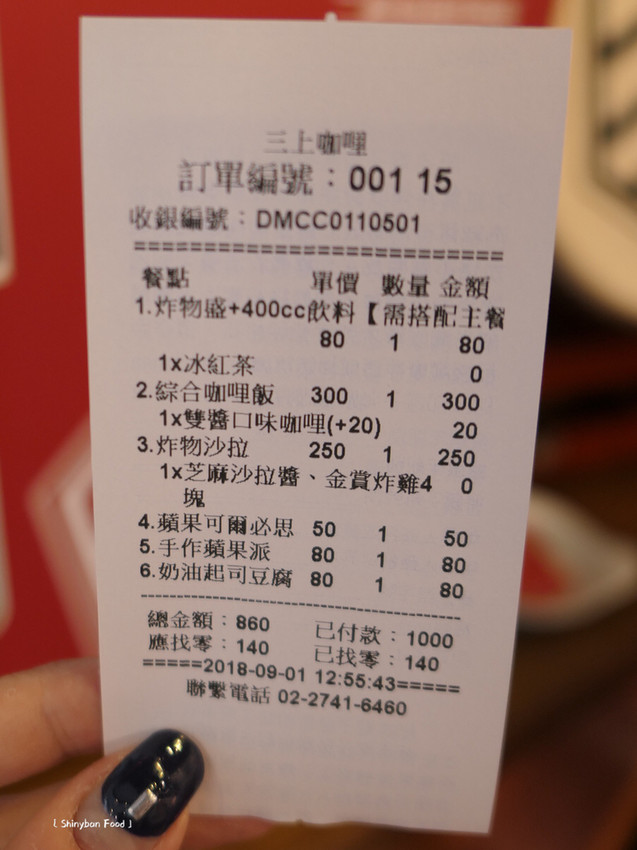 三上咖哩
訂單編號：001 15
收銀編號：DMCC0110501
==========================
餐點 單價 數量 金額
1.炸物盛+400cc飲料【需搭配主餐
80 1 80
1x冰紅茶 0
2.綜合咖哩飯 300 1 300
1x雙醬口味咖哩(+20) 20
3.炸物沙拉 250 1 250
1x芝麻沙拉醬、金賞炸雞4 0
塊
4.蘋果可爾必思 50 1 50
5.手作蘋果派 80 1 80
6.奶油起司豆腐 80 1 80
--------------------------------------------
總金額：860 已付款：1000
應找零：140 已找零：140
=====2018-09-01 12:55:43=====
聯繫電話 02-2741-6460
[ Shinybon Food ]